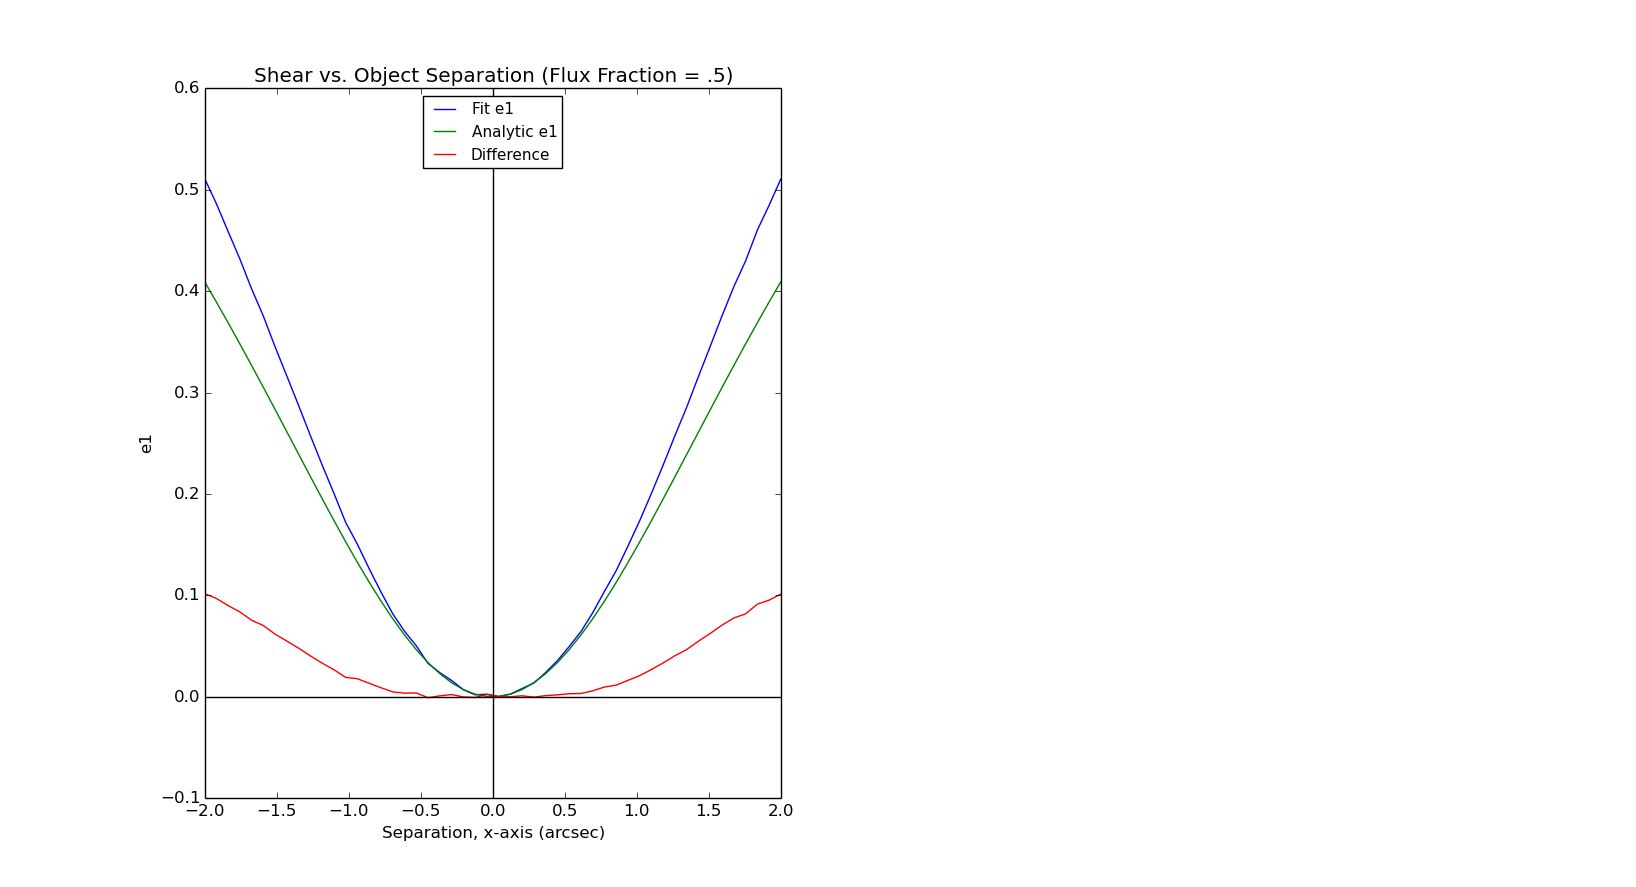 Shear vs. Object Separation (Flux Fraction = .5)
0.6
Fit e1
Analytic e1
Difference
0.5
0.4
e1
0.3
0.2
0.1
0.0
−0.1
−2.0 −1.5 −1.0 −0.5 0.0 0.5 1.0 1.5 2.0
Separation, x-axis (arcsec)